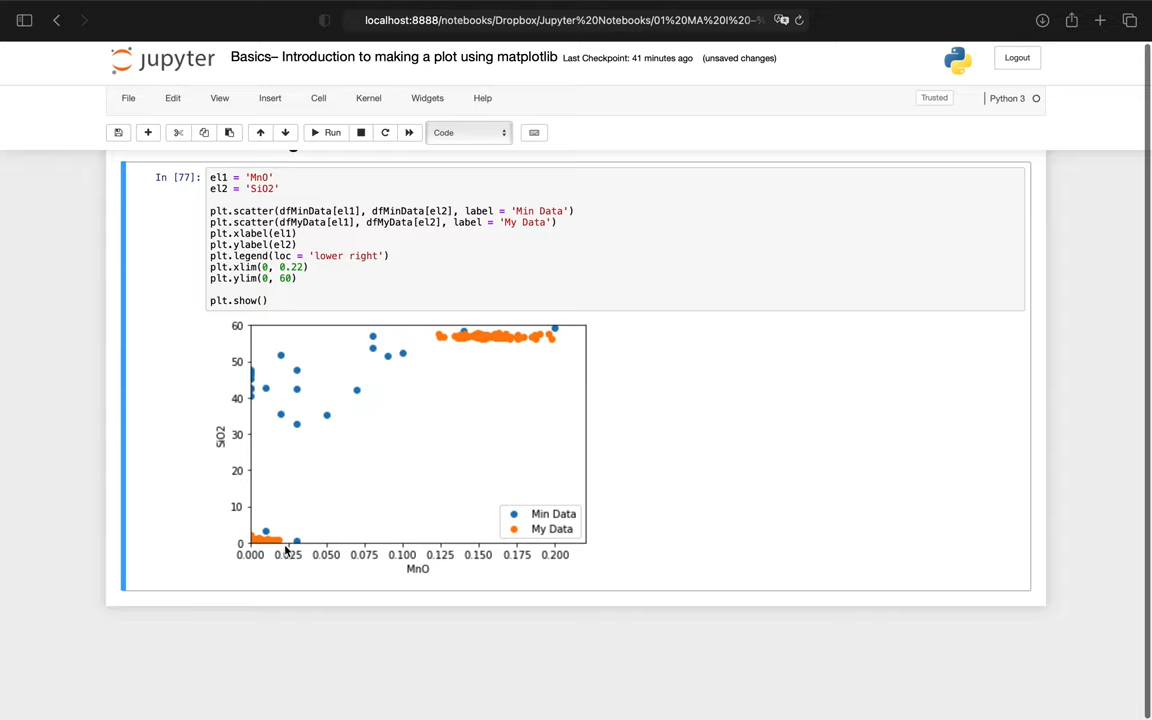 localhost:8888/notebooks/Dropbox/Jupyter%20Notebooks/01%20MA%20I%20–%
jupyter Basics– Introduction to making a plot using matplotlib Last Checkpoint: 41 minutes ago (unsaved changes) Logout
File Edit View Insert Cell Kernel Widgets Help Trusted Python 3
Run Code
In [77]: el1 = 'MnO'
el2 = 'SiO2'
plt.scatter(dfMinData[el1], dfMinData[el2], label = 'Min Data')
plt.scatter(dfMyData[el1], dfMyData[el2], label = 'My Data')
plt.xlabel(el1)
plt.ylabel(el2)
plt.legend(loc = 'lower right')
plt.xlim(0, 0.22)
plt.ylim(0, 60)
plt.show()
60
50
40
30
SiO2
20
10
Min Data
My Data
0
0.000 0.025 0.050 0.075 0.100 0.125 0.150 0.175 0.200
MnO